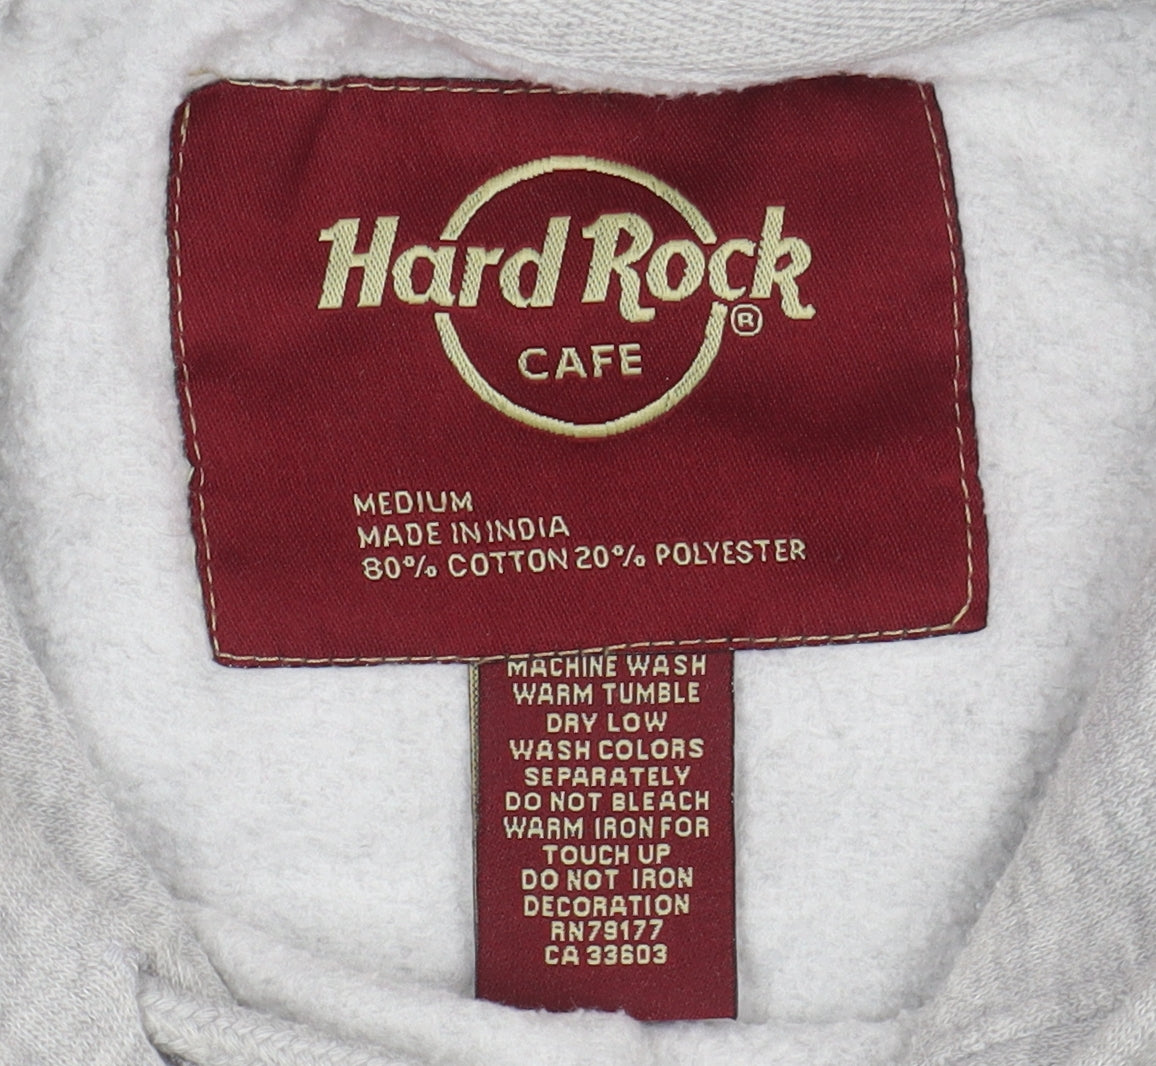 Hard Rock
®
CAFE
MEDIUM
MADE IN INDIA
80% COTTON 20% POLYESTER
MACHINE WASH
WARM TUMBLE
DRY LOW
WASH COLORS
SEPARATELY
DO NOT BLEACH
WARM IRON FOR
TOUCH UP
DO NOT IRON
DECORATION
RN79177
CA 33603